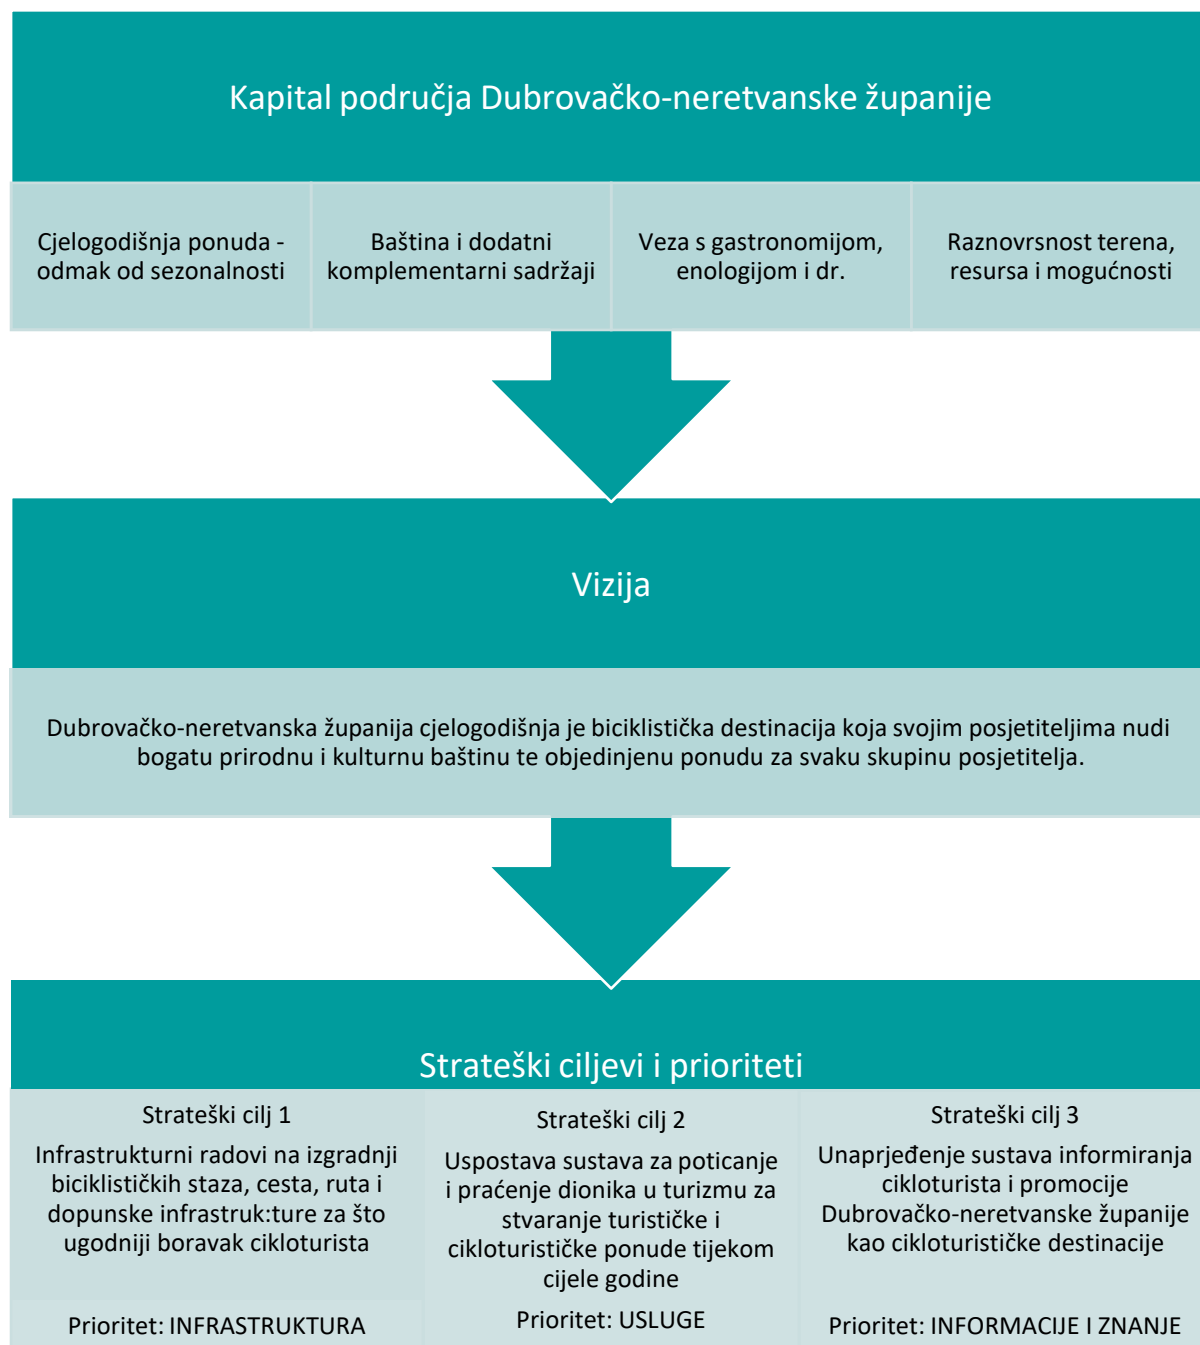 Kapital područja Dubrovačko-neretvanske županije
Cjelogodišnja ponuda -
odmak od sezonalnosti
Baština i dodatni
komplementarni sadržaji
Veza s gastronomijom,
enologijom i dr.
Raznovrsnost terena,
resursa i mogućnosti
Vizija
Dubrovačko-neretvanska županija cjelogodišnja je biciklistička destinacija koja svojim posjetiteljima nudi
bogatu prirodnu i kulturnu baštinu te objedinjenu ponudu za svaku skupinu posjetitelja.
Strateški ciljevi i prioriteti
Strateški cilj 1
Infrastrukturni radovi na izgradnji
biciklističkih staza, cesta, ruta i
dopunske infrastruk:ture za što
ugodniji boravak cikloturista
Prioritet: INFRASTRUKTURA
Strateški cilj 2
Uspostava sustava za poticanje
i praćenje dionika u turizmu za
stvaranje turističke i
cikloturističke ponude tijekom
cijele godine
Prioritet: USLUGE
Strateški cilj 3
Unaprjeđenje sustava informiranja
cikloturista i promocije
Dubrovačko-neretvanske županije
kao cikloturističke destinacije
Prioritet: INFORMACIJE I ZNANJE